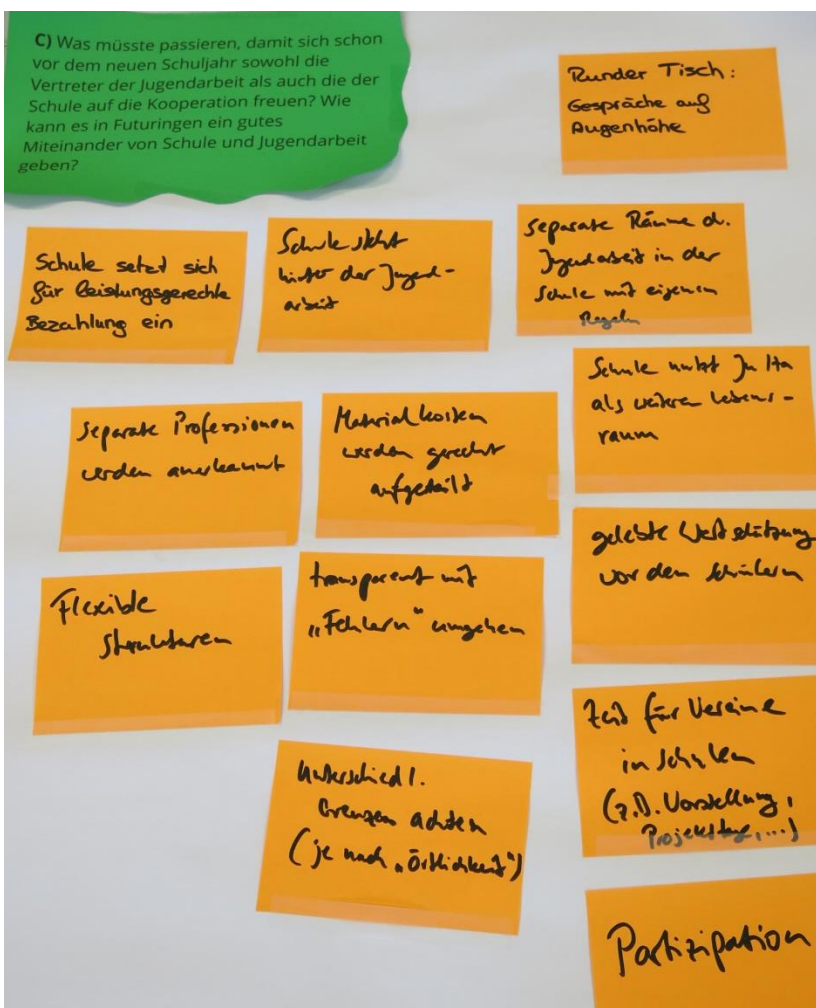 C) Was müsste passieren, damit sich schon
vor dem neuen Schuljahr sowohl die
Vertreter der Jugendarbeit als auch die der
Schule auf die Kooperation freuen? Wie
kann es in Futuringen ein gutes
Miteinander von Schule und Jugendarbeit
geben?
Runder Tisch:
Gespräche auf
Augenhöhe
Schule setzt sich
für leistungsgerechte
Bezahlung ein
Schule steht
hinter der Jugend-
arbeit
separate Räume d.
Jugendarbeit in der
Schule mit eigenen
Regeln
separate Professionen
werden anerkannt
Materialkosten
werden gerecht
aufgeteilt
Schule nutzt JuHa
als weiteren Lebens-
raum
Flexible
Strukturen
transparent mit
„Fehlern" umgehen
gelebte Wertschätzung
vor den Schülern
Unterschiedl.
Grenzen achten
(je nach „Örtlichkeit")
Zeit für Vereine
in Schulen
(z.B. Vorstellung,
Projekttage, ...)
Partizipation